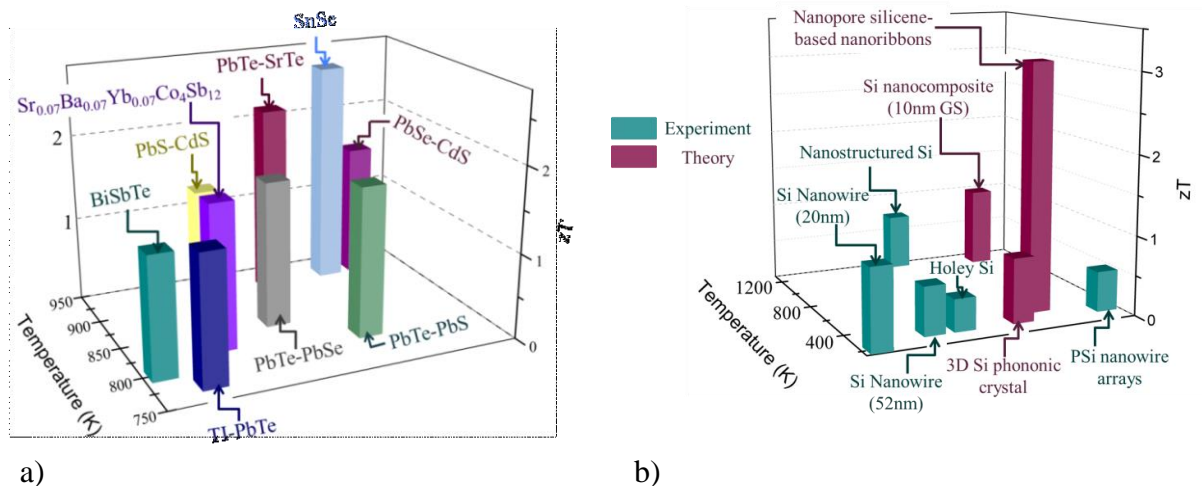 SnSe
PbTe-SrTe
Sr0.07Ba0.07Yb0.07Co4Sb12
PbS-CdS
BiSbTe
PbSe-CdS
2
1
2
1
0
zT
950
900
850
800
750
Temperature (K)
PbTe-PbS
PbTe-PbSe
TI-PbTe
a)
Nanopore silicene-
based nanoribbons
Si nanocomposite
(10nm GS)
Experiment
Theory
Nanostructured Si
Si Nanowire
(20nm)
Holey Si
3
2
1
0
zT
1200
800
400
Temperature (K)
Si Nanowire
(52nm)
3D Si phononic
crystal
PSi nanowire
arrays
b)